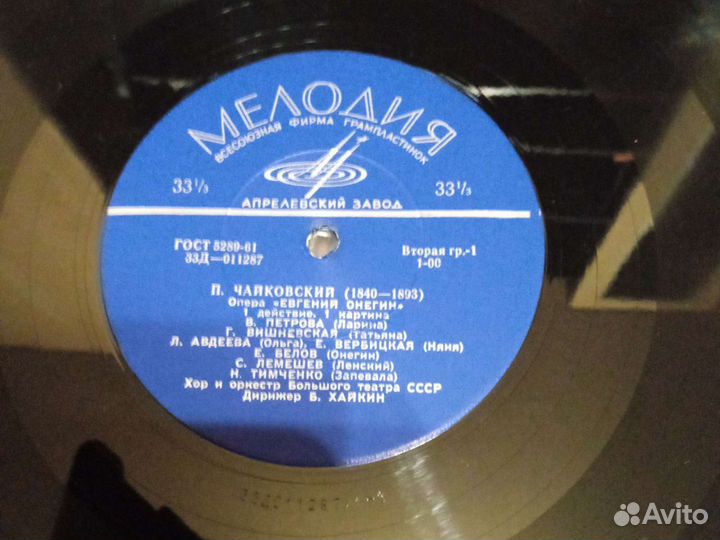 МЕЛОДИЯ
ВСЕСОЮЗНАЯ ФИРМА ГРАМПЛАСТИНОК
33⅓ 33⅓
АПРЕЛЕВСКИЙ ЗАВОД
ГОСТ 5289-61 Вторая гр.-1
33Д—011287 1-00
П. ЧАЙКОВСКИЙ (1840—1893)
Опера «ЕВГЕНИЙ ОНЕГИН»
1 действие, 1 картина
В. ПЕТРОВА (Ларина)
Г. ВИШНЕВСКАЯ (Татьяна)
Л. АВДЕЕВА (Ольга), Е. ВЕРБИЦКАЯ (Няня)
Е. БЕЛОВ (Онегин)
С. ЛЕМЕШЕВ (Ленский)
Н. ТИМЧЕНКО (Запевала)
Хор и оркестр Большого театра СССР
Дирижер Б. ХАЙКИН
Avito